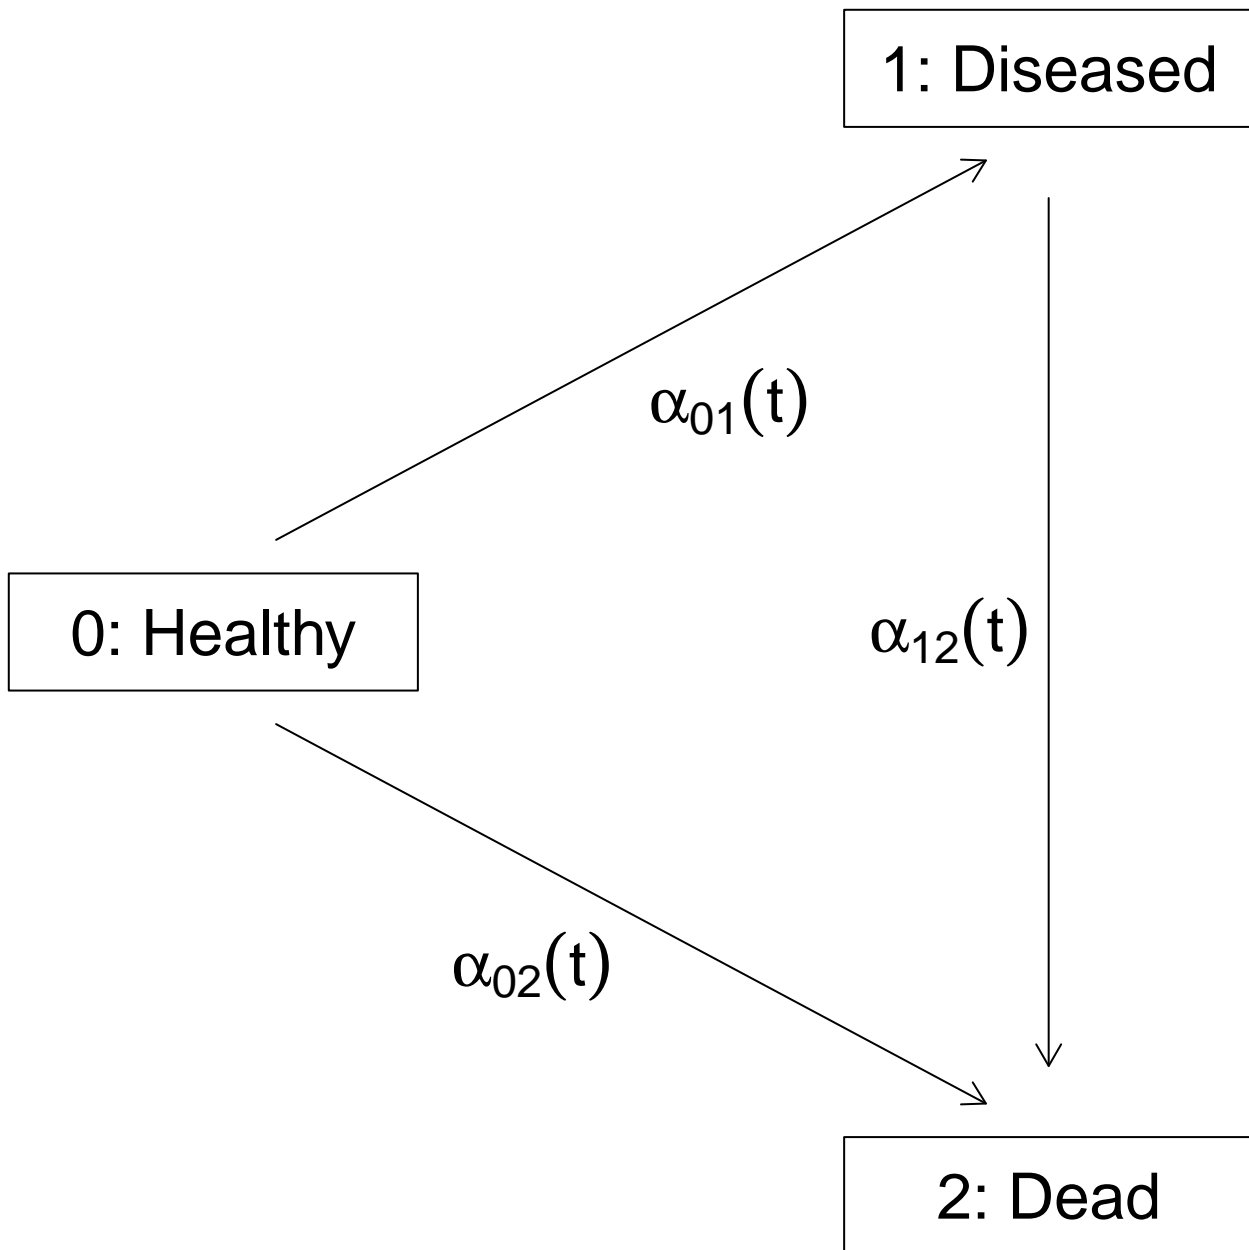 1: Diseased
α₀₁(t)
0: Healthy
α₁₂(t)
α₀₂(t)
2: Dead